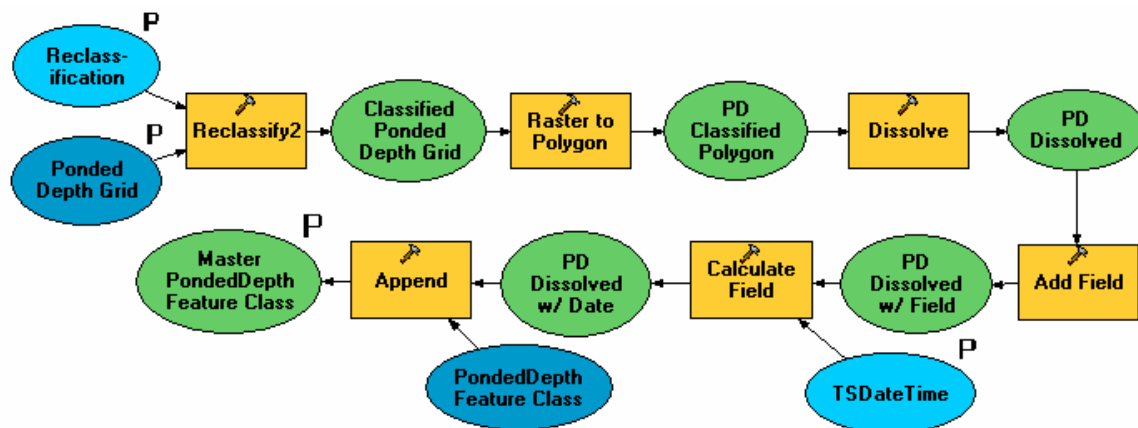 P
Reclass-
ification
P
Ponded
Depth Grid
Reclassify2
Classified
Ponded
Depth Grid
Raster to
Polygon
PD
Classified
Polygon
Dissolve
PD
Dissolved
Add Field
PD
Dissolved
w/ Field
Calculate
Field
P
TSDateTime
PD
Dissolved
w/ Date
Append
PondedDepth
Feature Class
P
Master
PondedDepth
Feature Class